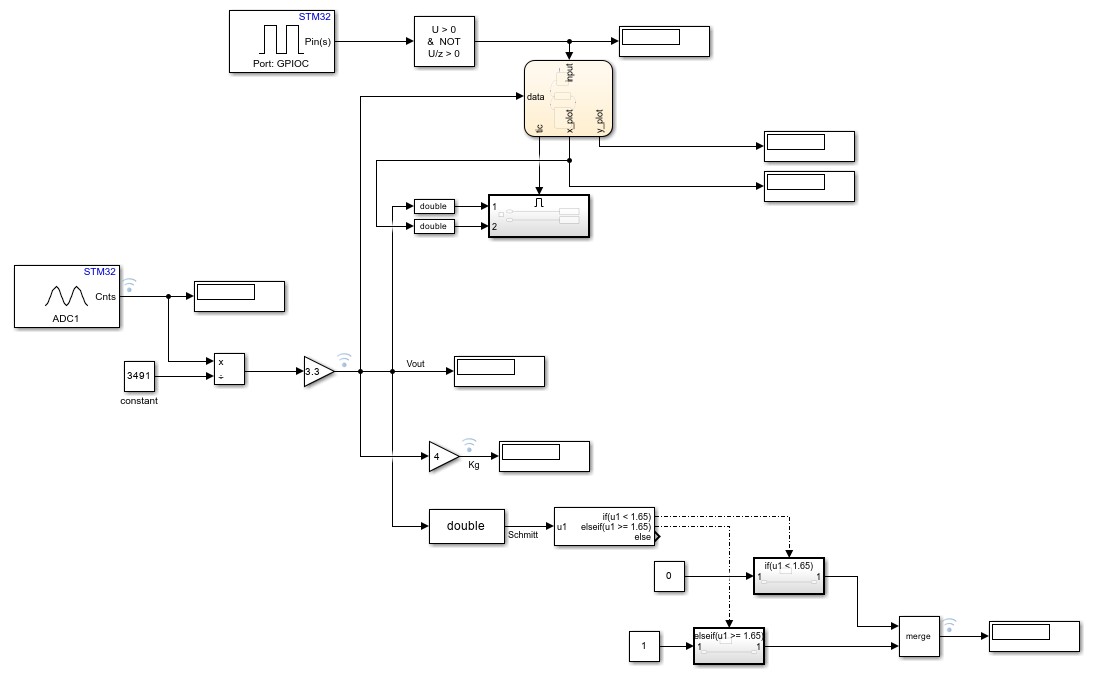 STM32
Pin(s)
Port: GPIOC
U > 0
& NOT
U/z > 0
data
input
tic
x_plot
y_plot
double
1
double
2
STM32
Cnts
ADC1
3491
constant
x
÷
3.3
Vout
4
Kg
double
Schmitt
u1
if(u1 < 1.65)
elseif(u1 >= 1.65)
else
0
if(u1 < 1.65)
1
1
1
elseif(u1 >= 1.65)
1
1
merge